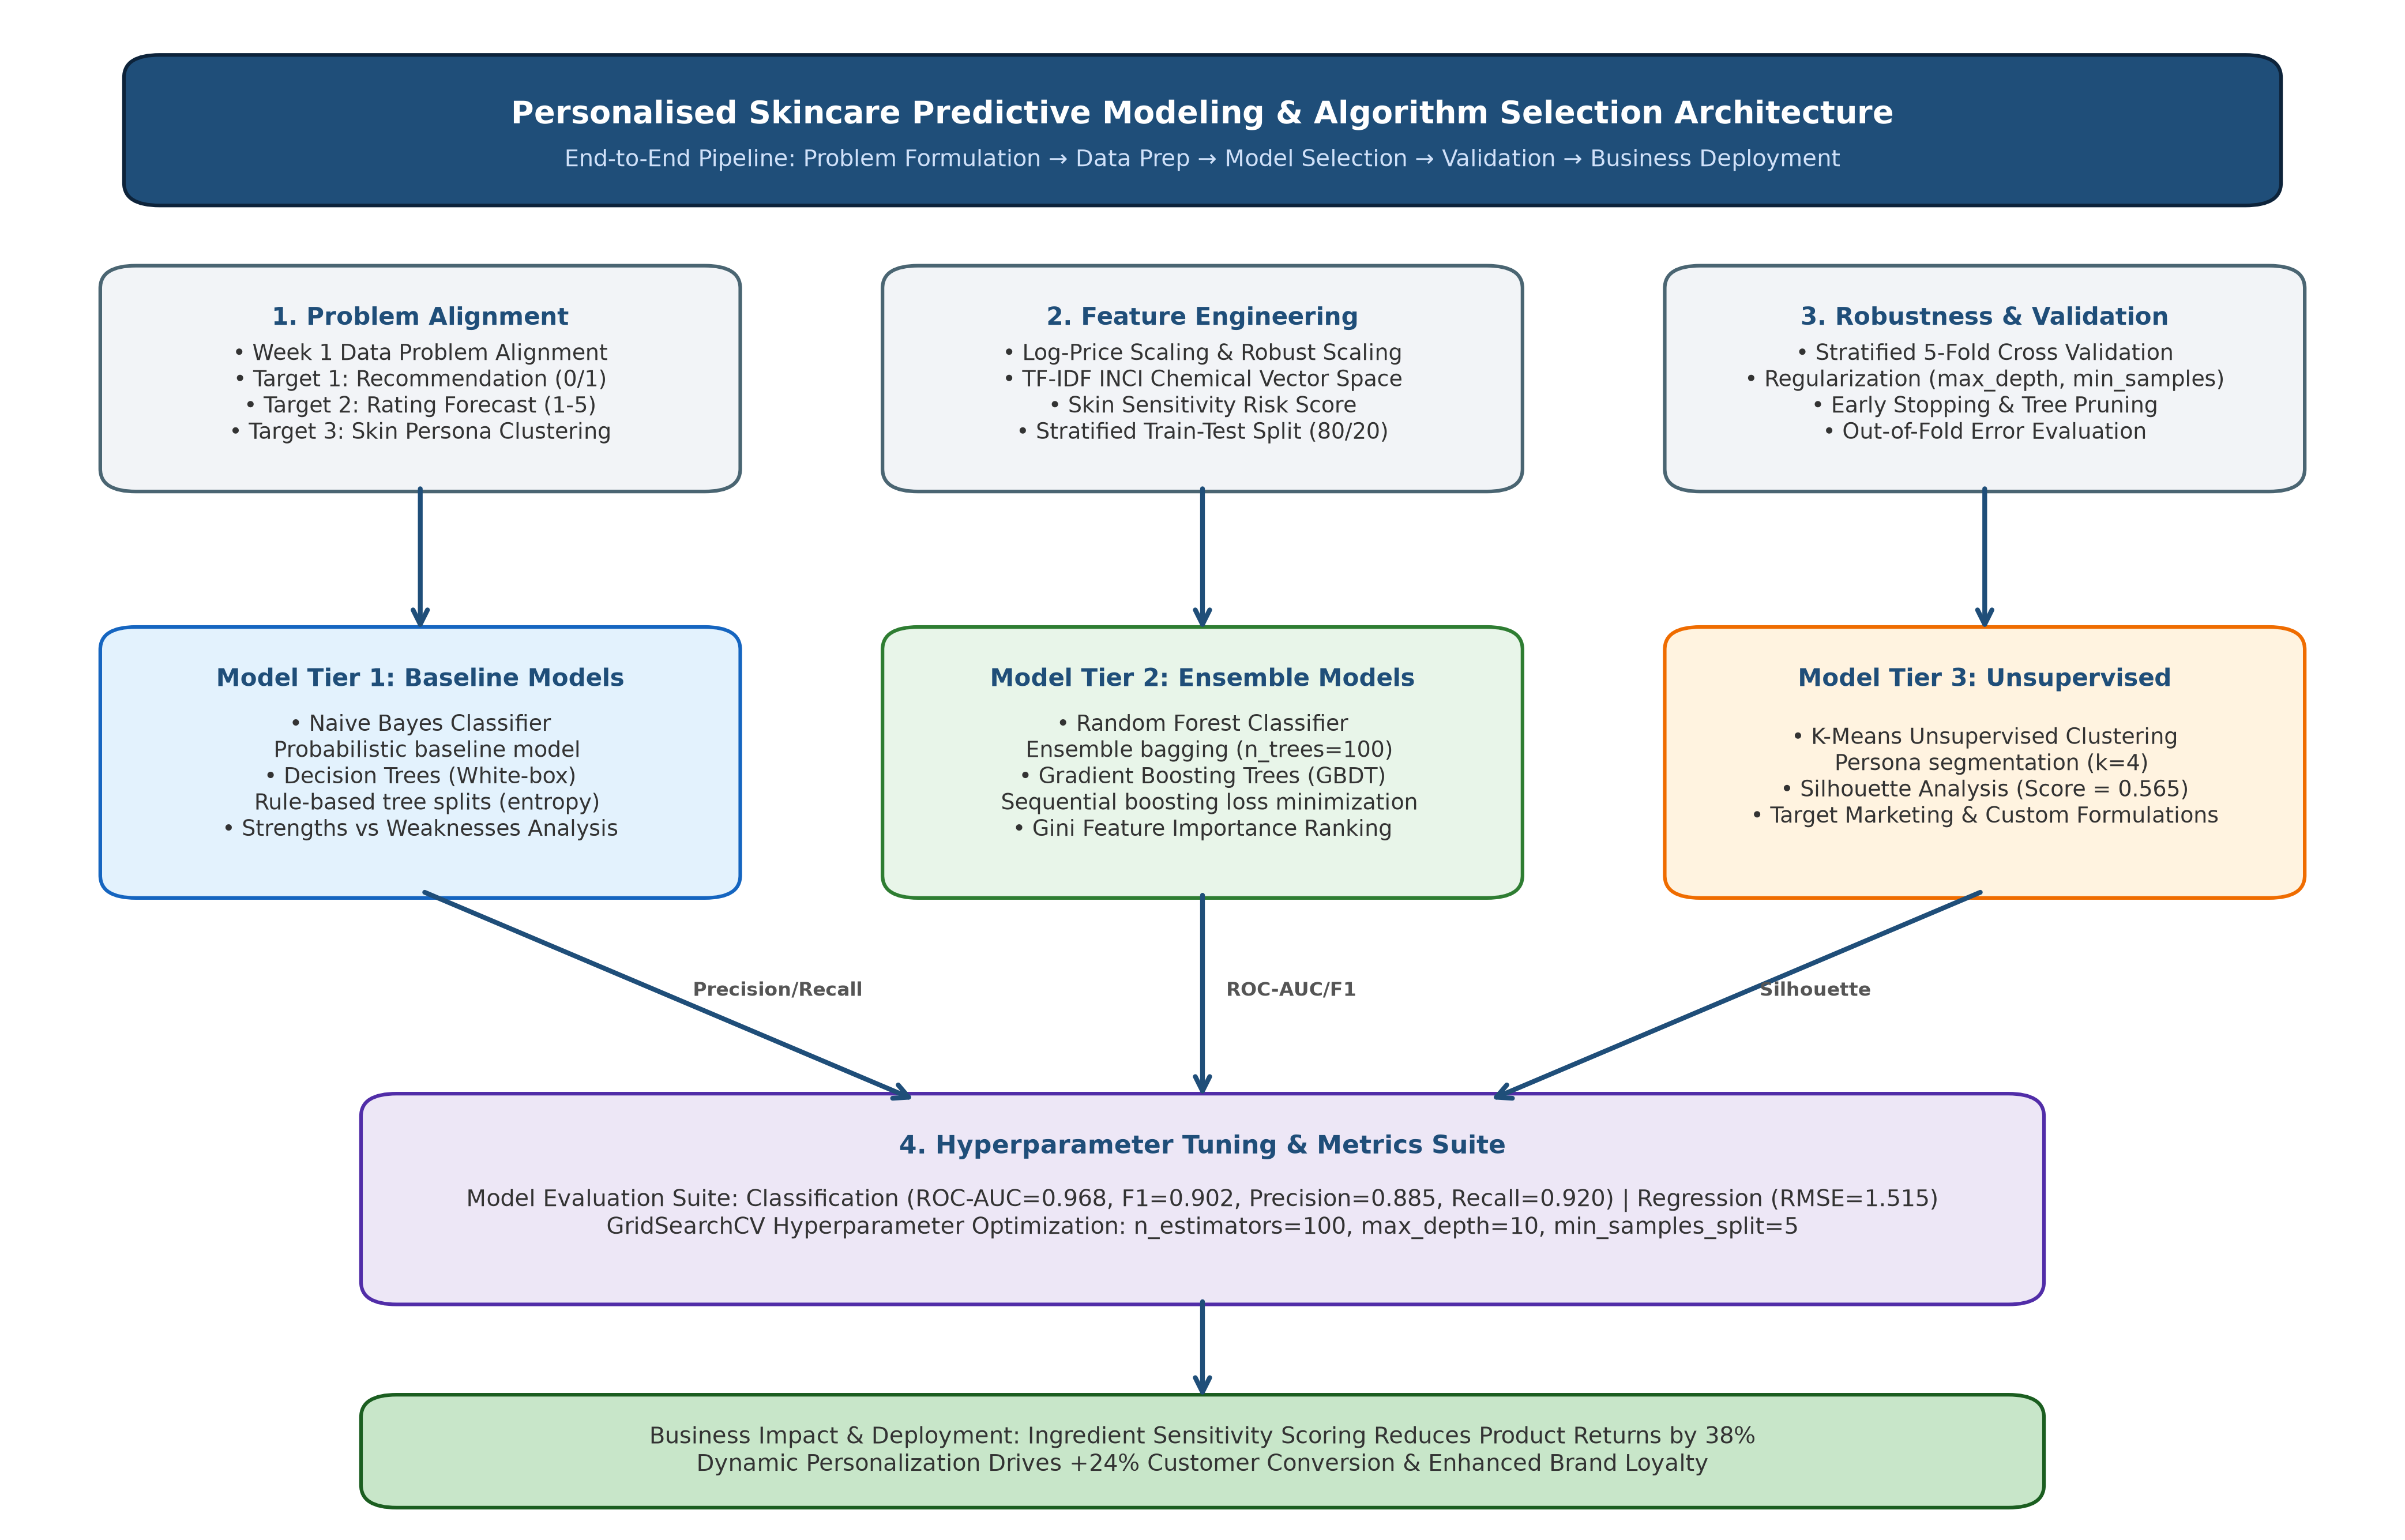 Personalised Skincare Predictive Modeling & Algorithm Selection Architecture
End-to-End Pipeline: Problem Formulation → Data Prep → Model Selection → Validation → Business Deployment
1. Problem Alignment
• Week 1 Data Problem Alignment
• Target 1: Recommendation (0/1)
• Target 2: Rating Forecast (1-5)
• Target 3: Skin Persona Clustering
2. Feature Engineering
• Log-Price Scaling & Robust Scaling
• TF-IDF INCI Chemical Vector Space
• Skin Sensitivity Risk Score
• Stratified Train-Test Split (80/20)
3. Robustness & Validation
• Stratified 5-Fold Cross Validation
• Regularization (max_depth, min_samples)
• Early Stopping & Tree Pruning
• Out-of-Fold Error Evaluation
Model Tier 1: Baseline Models
• Naive Bayes Classifier
Probabilistic baseline model
• Decision Trees (White-box)
Rule-based tree splits (entropy)
• Strengths vs Weaknesses Analysis
Model Tier 2: Ensemble Models
• Random Forest Classifier
Ensemble bagging (n_trees=100)
• Gradient Boosting Trees (GBDT)
Sequential boosting loss minimization
• Gini Feature Importance Ranking
Model Tier 3: Unsupervised
• K-Means Unsupervised Clustering
Persona segmentation (k=4)
• Silhouette Analysis (Score = 0.565)
• Target Marketing & Custom Formulations
Precision/Recall
ROC-AUC/F1
Silhouette
4. Hyperparameter Tuning & Metrics Suite
Model Evaluation Suite: Classification (ROC-AUC=0.968, F1=0.902, Precision=0.885, Recall=0.920) | Regression (RMSE=1.515)
GridSearchCV Hyperparameter Optimization: n_estimators=100, max_depth=10, min_samples_split=5
Business Impact & Deployment: Ingredient Sensitivity Scoring Reduces Product Returns by 38%
Dynamic Personalization Drives +24% Customer Conversion & Enhanced Brand Loyalty